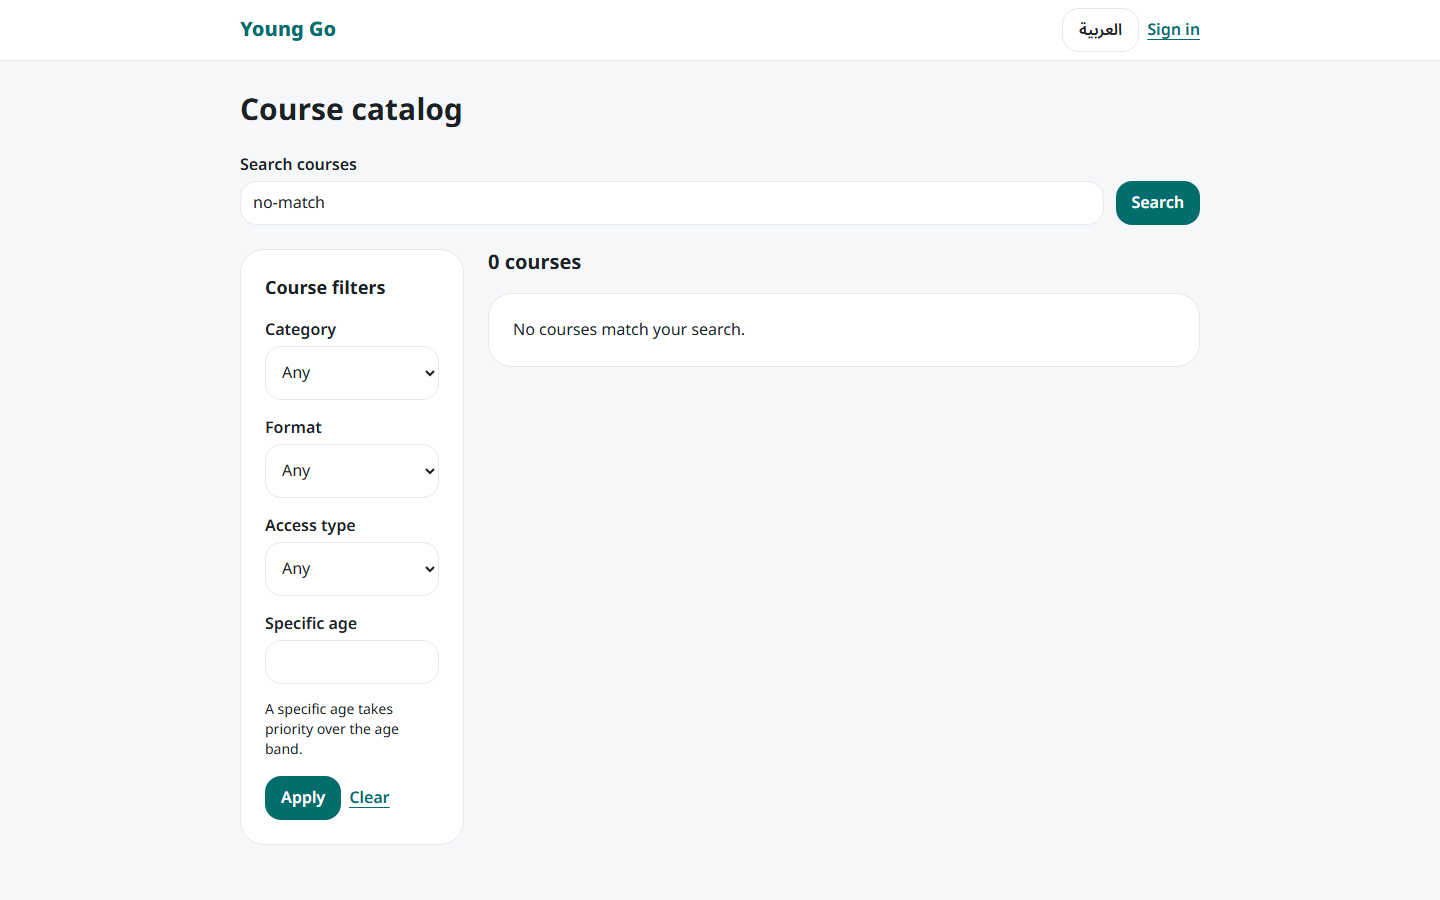 Young Go
العربية
Sign in
Course catalog
Search courses
no-match
Search
Course filters
Category
Any
Format
Any
Access type
Any
Specific age
A specific age takes
priority over the age
band.
Apply
Clear
0 courses
No courses match your search.